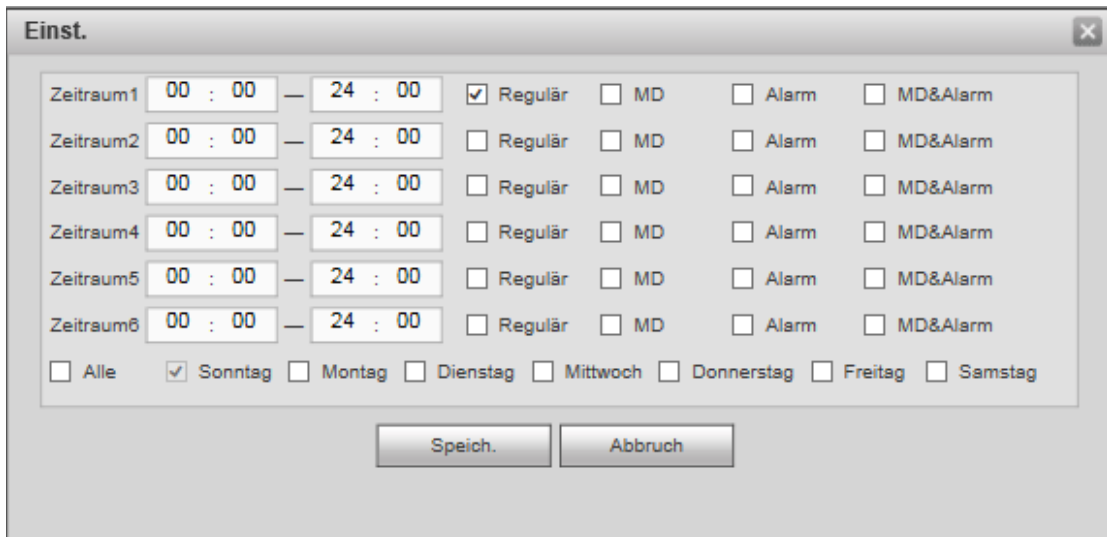 Einst.
Zeitraum1 00 : 00 — 24 : 00 Regulär MD Alarm MD&Alarm
Zeitraum2 00 : 00 — 24 : 00 Regulär MD Alarm MD&Alarm
Zeitraum3 00 : 00 — 24 : 00 Regulär MD Alarm MD&Alarm
Zeitraum4 00 : 00 — 24 : 00 Regulär MD Alarm MD&Alarm
Zeitraum5 00 : 00 — 24 : 00 Regulär MD Alarm MD&Alarm
Zeitraum6 00 : 00 — 24 : 00 Regulär MD Alarm MD&Alarm
Alle Sonntag Montag Dienstag Mittwoch Donnerstag Freitag Samstag
Speich. Abbruch